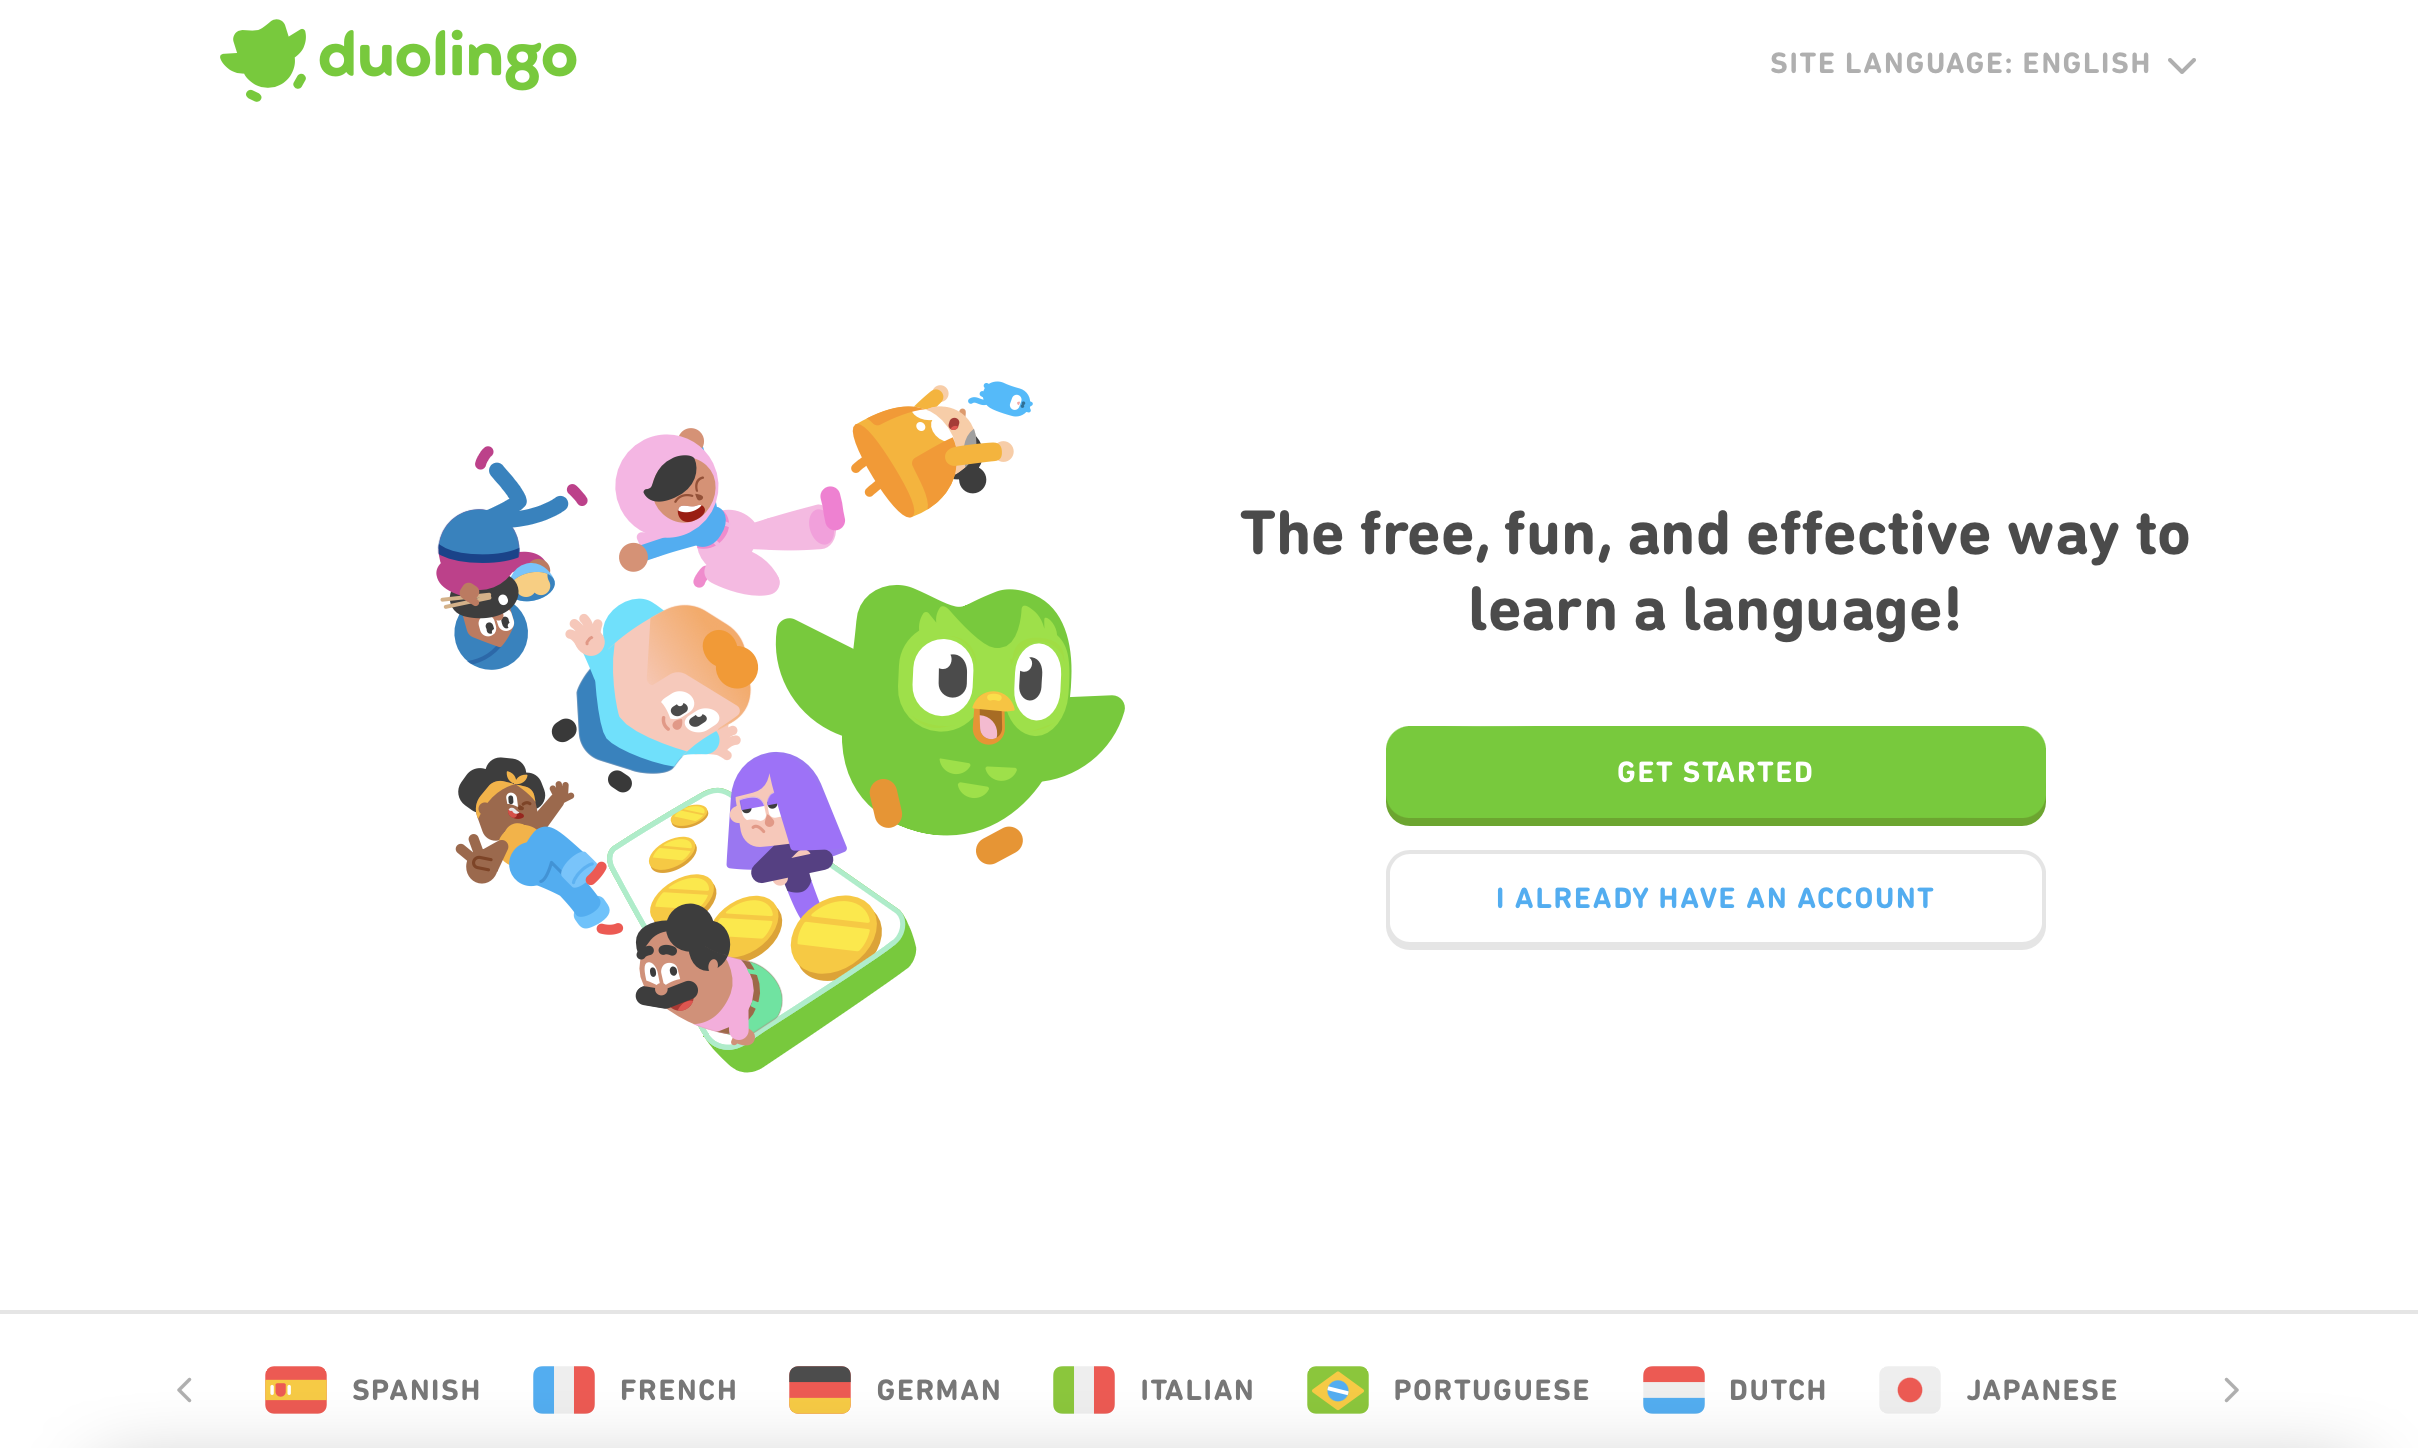 duolingo
SITE LANGUAGE: ENGLISH
The free, fun, and effective way to
learn a language!
GET STARTED
I ALREADY HAVE AN ACCOUNT
SPANISH
FRENCH
GERMAN
ITALIAN
PORTUGUESE
DUTCH
JAPANESE